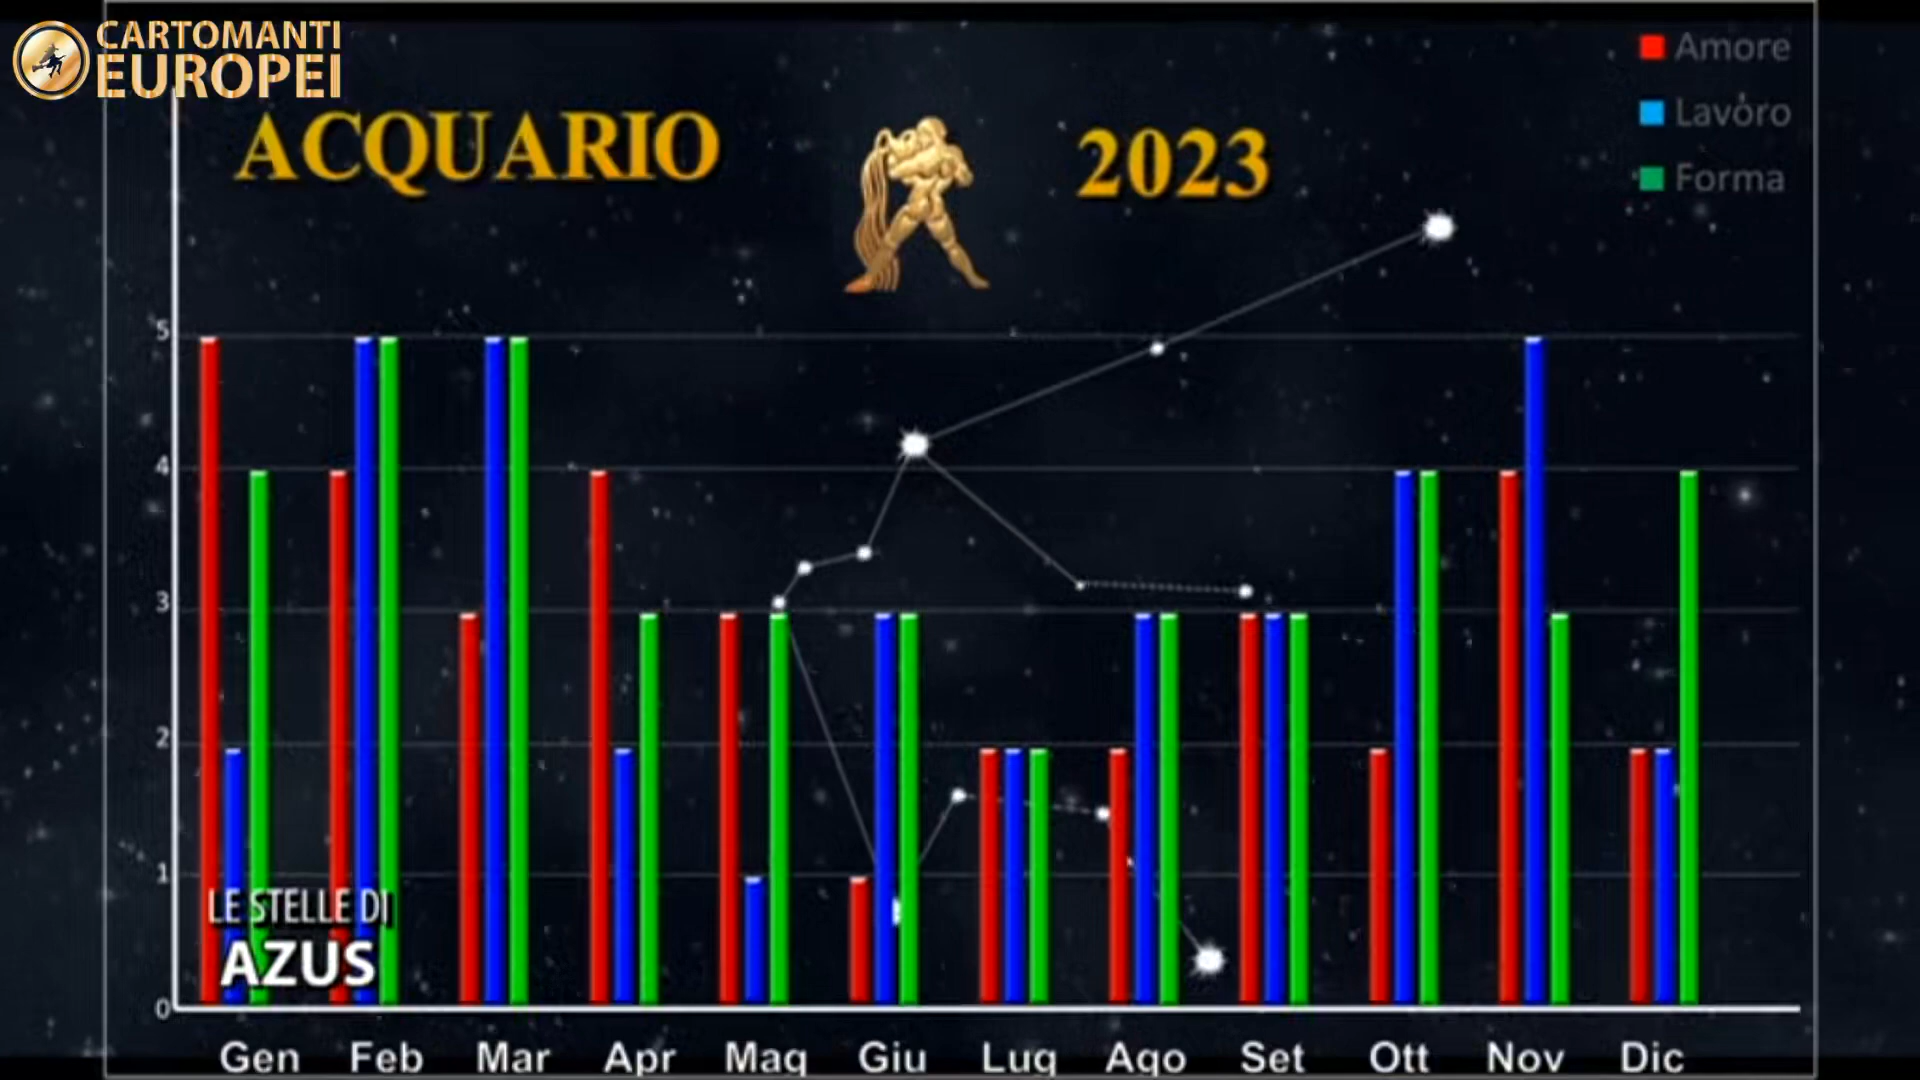 CARTOMANTI
EUROPEI
ACQUARIO
2023
Amore
Lavoro
Forma
5
4
3
2
1
0
LE STELLE DI
AZUS
Gen Feb Mar Apr Mag Giu Lug Ago Set Ott Nov Dic